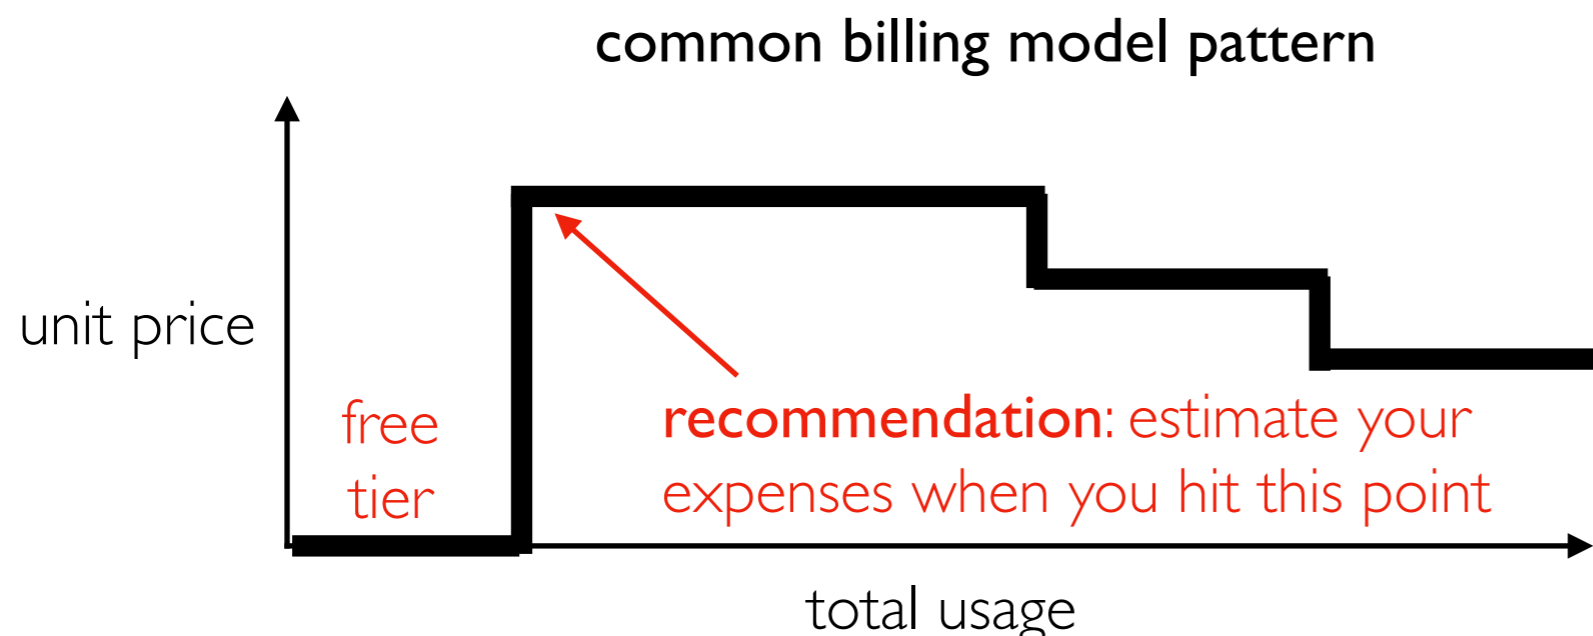 common billing model pattern
unit price
free
tier
recommendation: estimate your
expenses when you hit this point
total usage